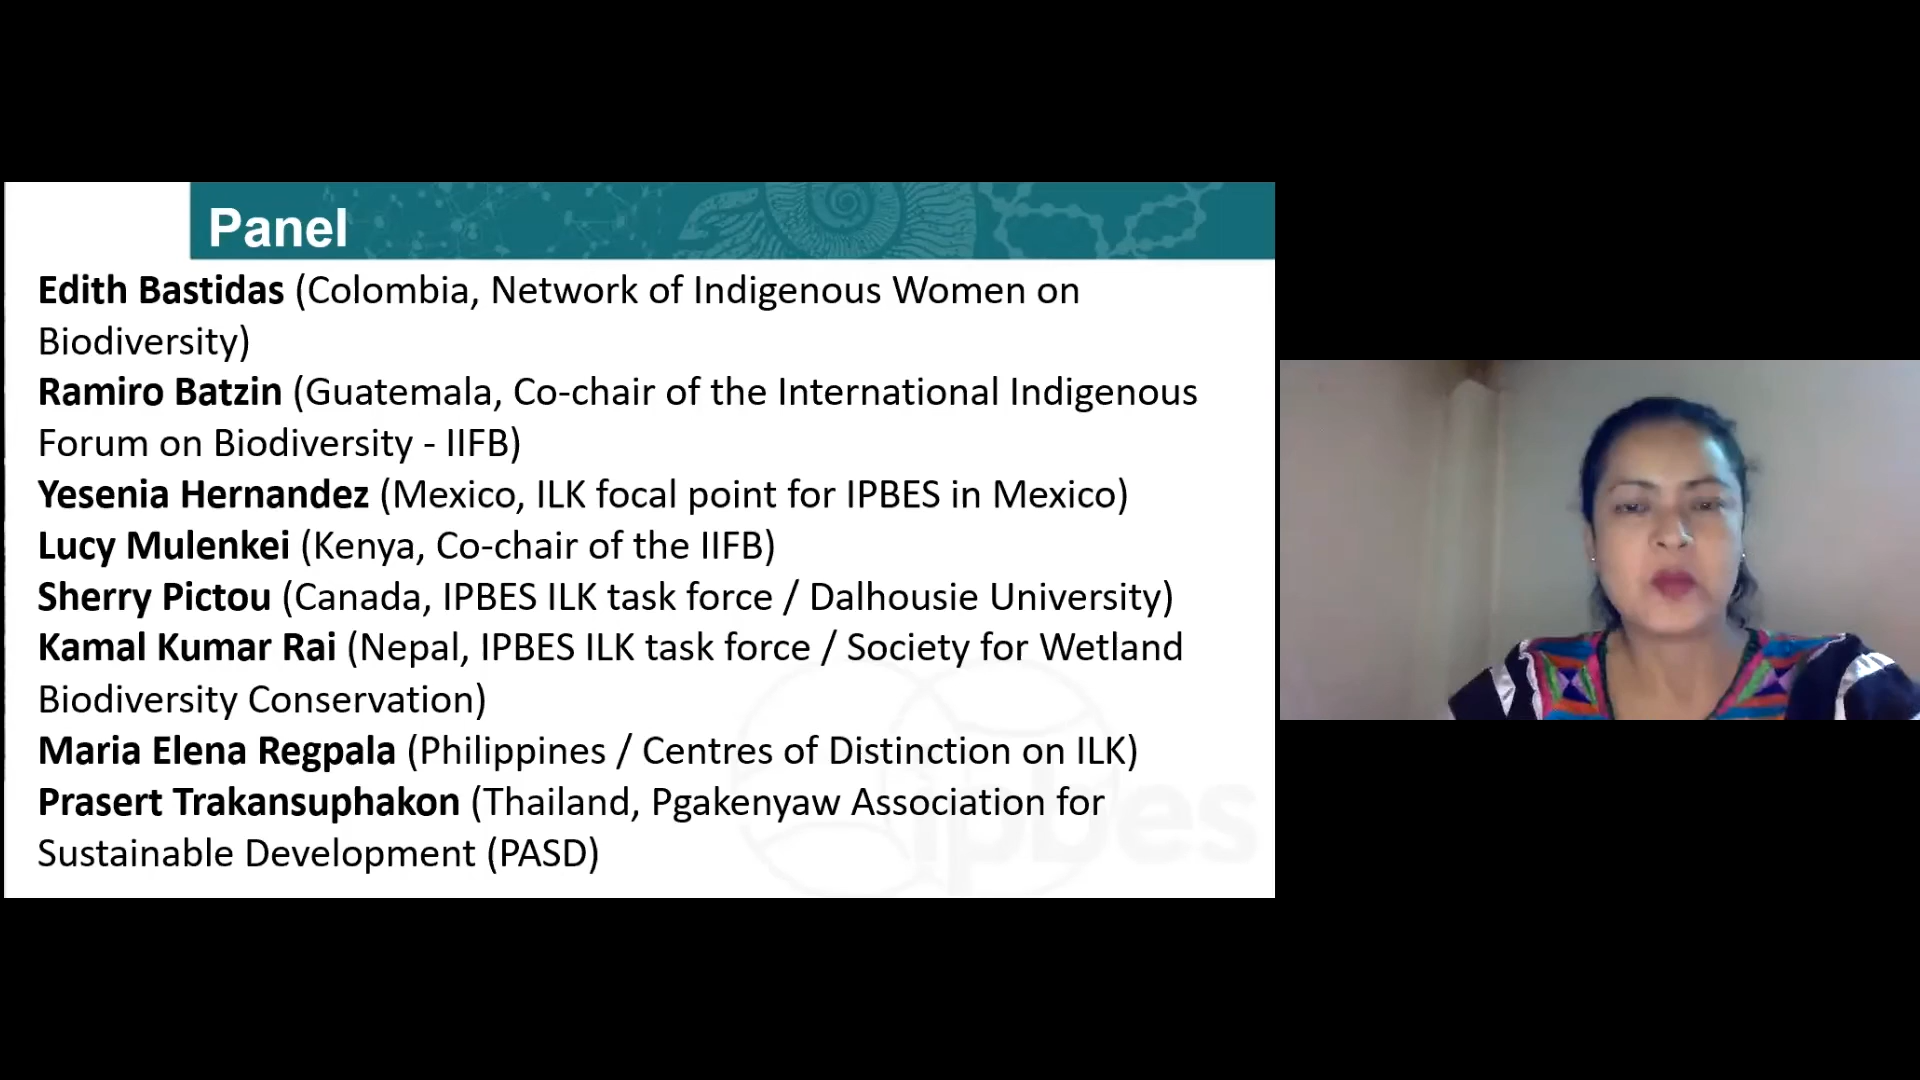 Panel
Edith Bastidas (Colombia, Network of Indigenous Women on
Biodiversity)
Ramiro Batzin (Guatemala, Co-chair of the International Indigenous
Forum on Biodiversity - IIFB)
Yesenia Hernandez (Mexico, ILK focal point for IPBES in Mexico)
Lucy Mulenkei (Kenya, Co-chair of the IIFB)
Sherry Pictou (Canada, IPBES ILK task force / Dalhousie University)
Kamal Kumar Rai (Nepal, IPBES ILK task force / Society for Wetland
Biodiversity Conservation)
Maria Elena Regpala (Philippines / Centres of Distinction on ILK)
Prasert Trakansuphakon (Thailand, Pgakenyaw Association for
Sustainable Development (PASD)
ipbes